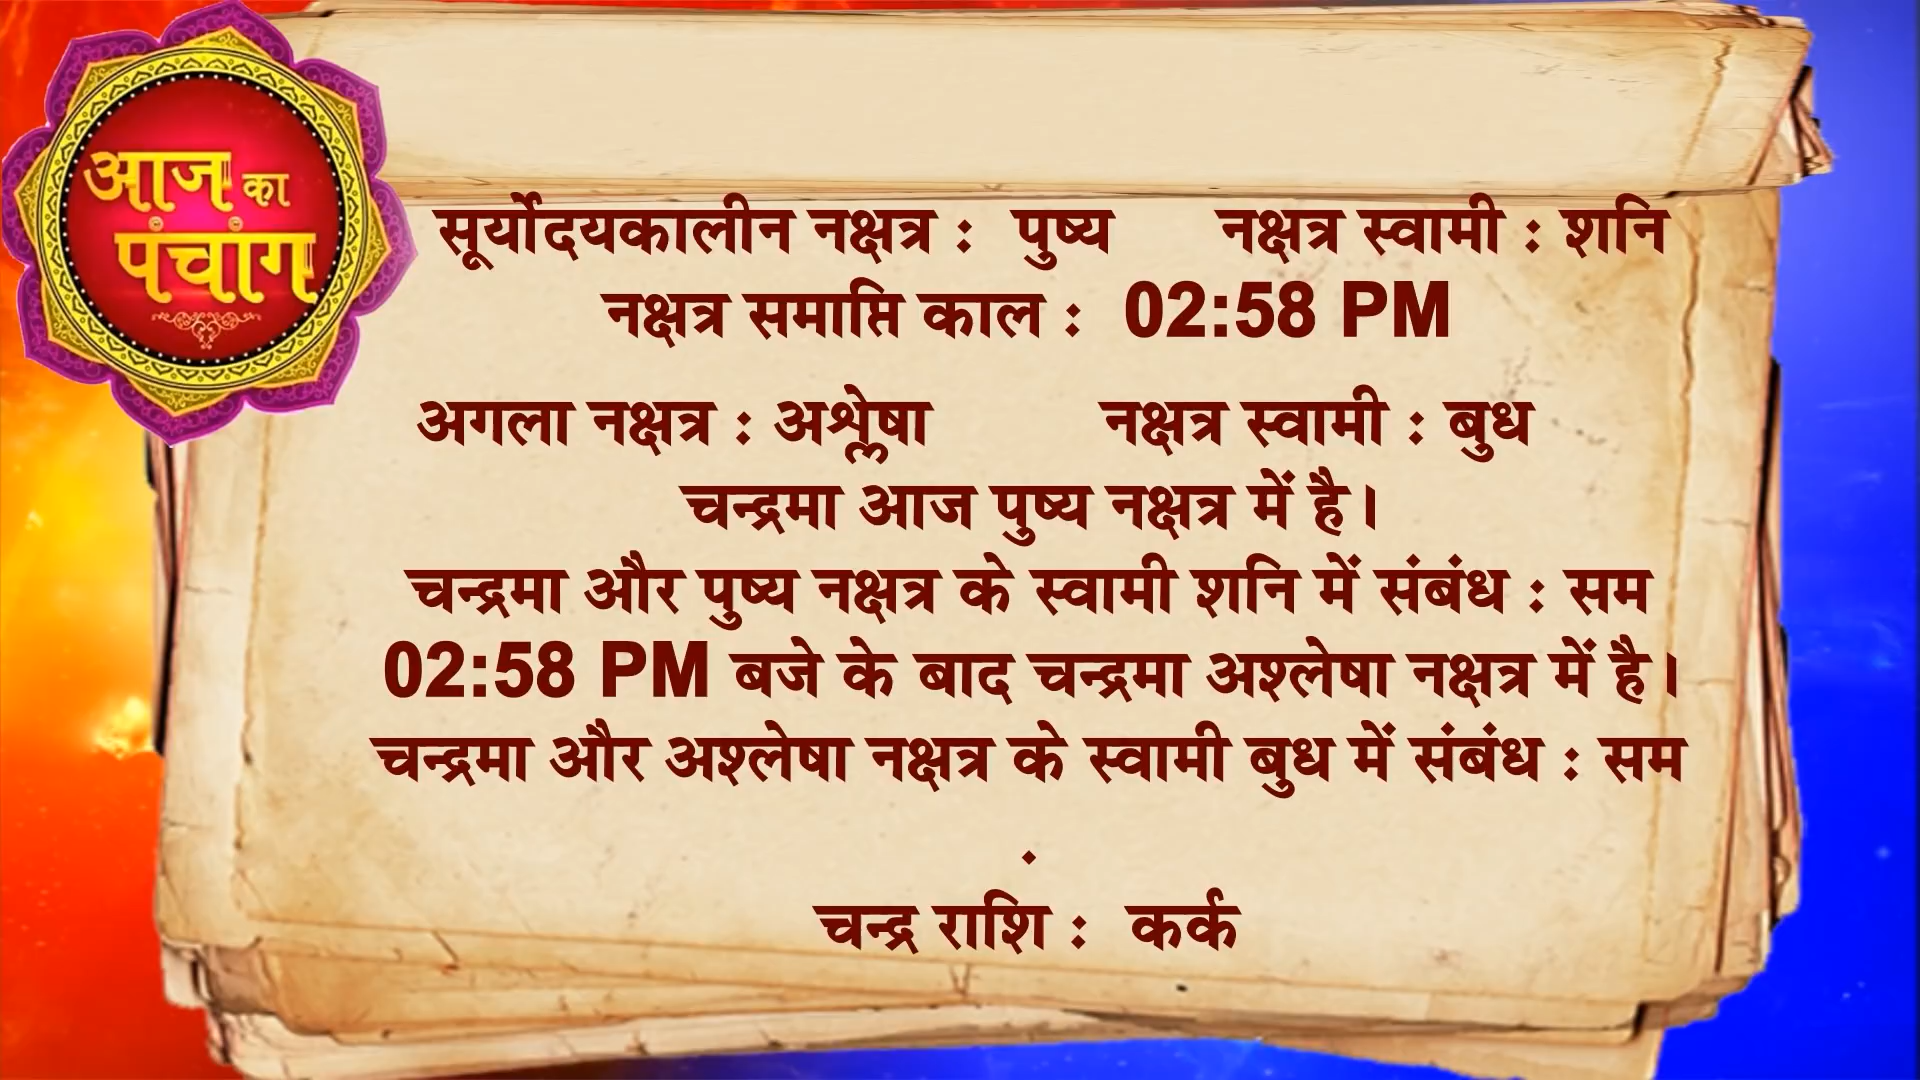 आज का
पंचांग
सूर्योदयकालीन नक्षत्र : पुष्य नक्षत्र स्वामी : शनि
नक्षत्र समाप्ति काल : 02:58 PM
अगला नक्षत्र : अश्लेषा नक्षत्र स्वामी : बुध
चन्द्रमा आज पुष्य नक्षत्र में है।
चन्द्रमा और पुष्य नक्षत्र के स्वामी शनि में संबंध : सम
02:58 PM बजे के बाद चन्द्रमा अश्लेषा नक्षत्र में है।
चन्द्रमा और अश्लेषा नक्षत्र के स्वामी बुध में संबंध : सम
.
चन्द्र राशि : कर्क